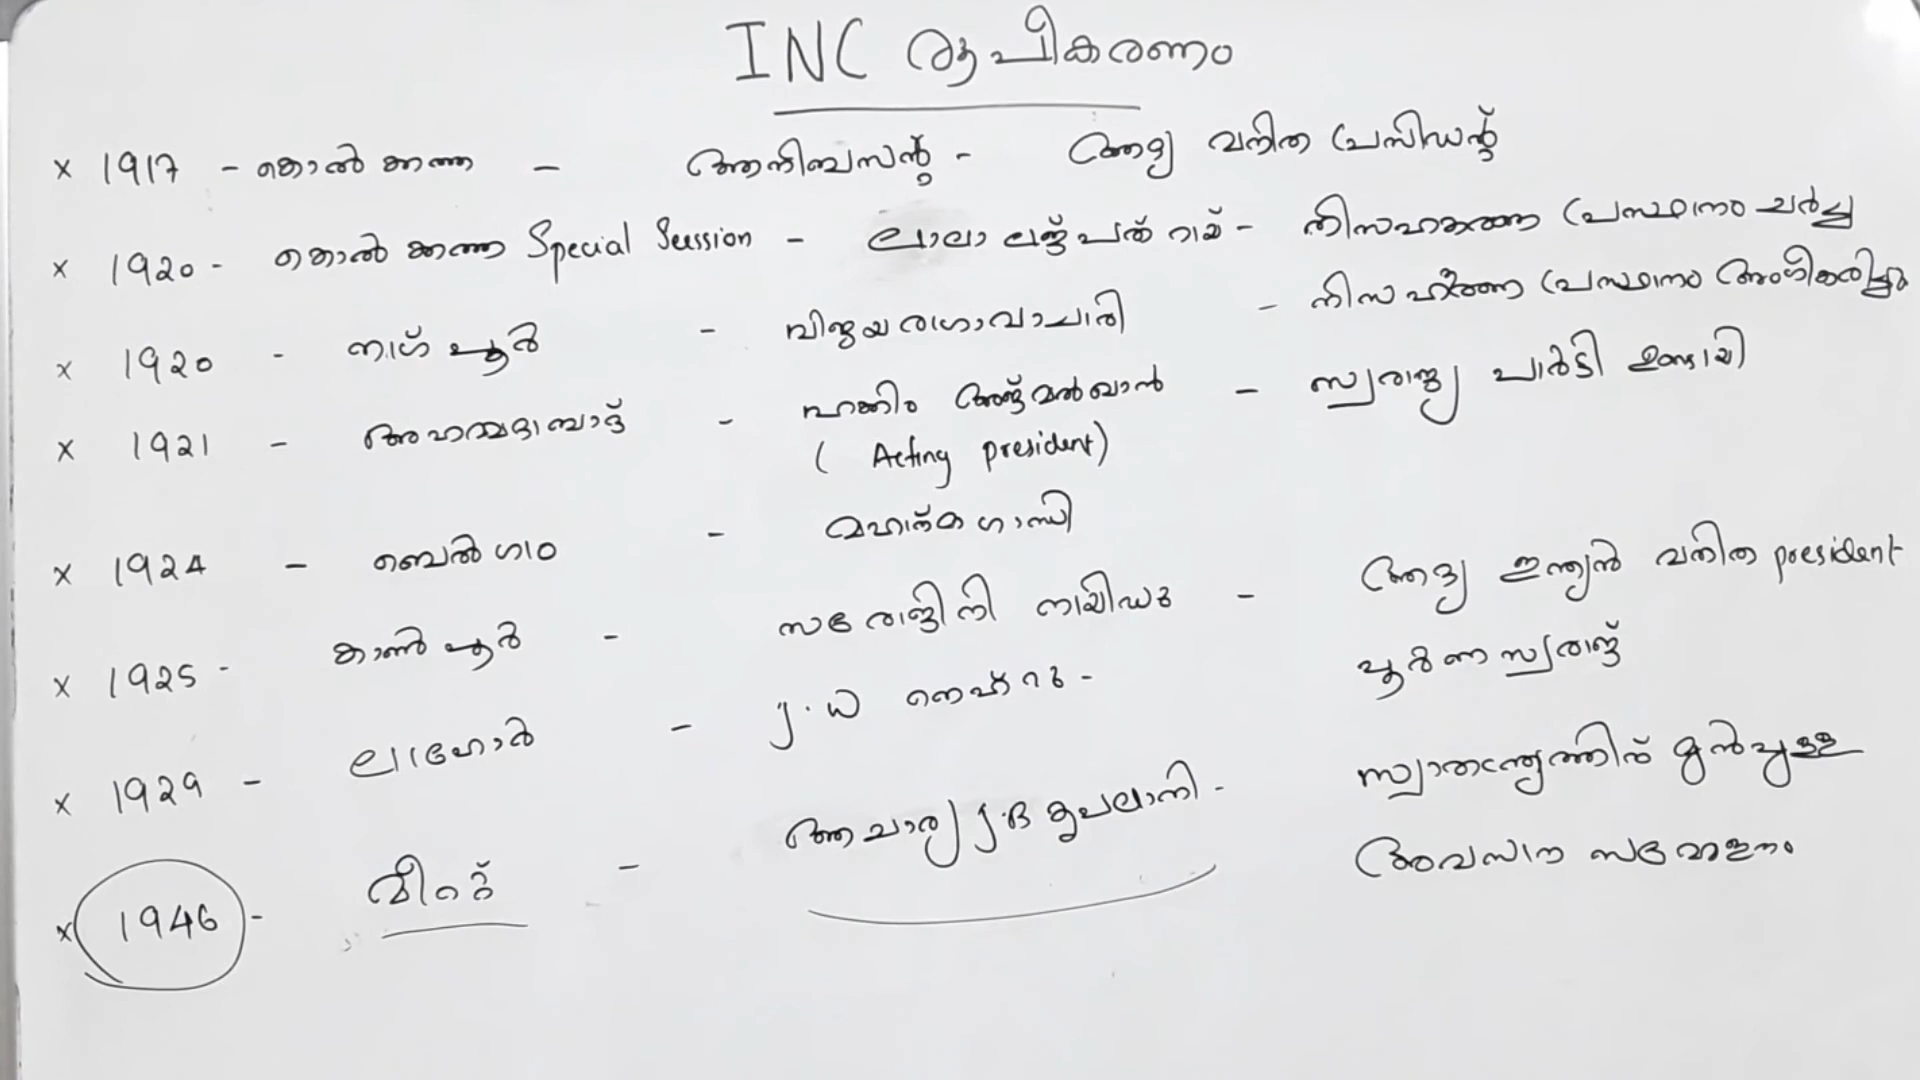 INC രൂപീകരണം
x 1917 - കൊൽക്കത്ത - ആനിബസന്റ് - ആദ്യ വനിത പ്രസിഡന്റ്
x 1920 - കൊൽക്കത്ത Special Session - ലാലാ ലജ്പത് റായ് - നിസഹകരണ പ്രസ്ഥാനം ചർച്ച
x 1920 - നാഗ്പൂർ - വിജയരാഘവാചാരി - നിസഹകരണ പ്രസ്ഥാനം അംഗീകരിച്ചു
x 1921 - അഹമ്മദാബാദ് - ഹക്കിം അജ്മൽഖാൻ - സ്വരാജ്യ പാർടി ഉണ്ടായി
( Acting president)
x 1924 - ബെൽഗാം - മഹാത്മ ഗാന്ധി
x 1925 - കാൺപൂർ - സരോജിനി നായിഡു - ആദ്യ ഇന്ത്യൻ വനിത president
x 1929 - ലാഹോർ - J.W നെഹ്റു - പൂർണസ്വരാജ്
x 1946 - മീററ്റ് - ആചാര്യ J.B കൃപലാനി - സ്വാതന്ത്ര്യത്തിന് മുൻപുള്ള
അവസാന സമ്മേളനം